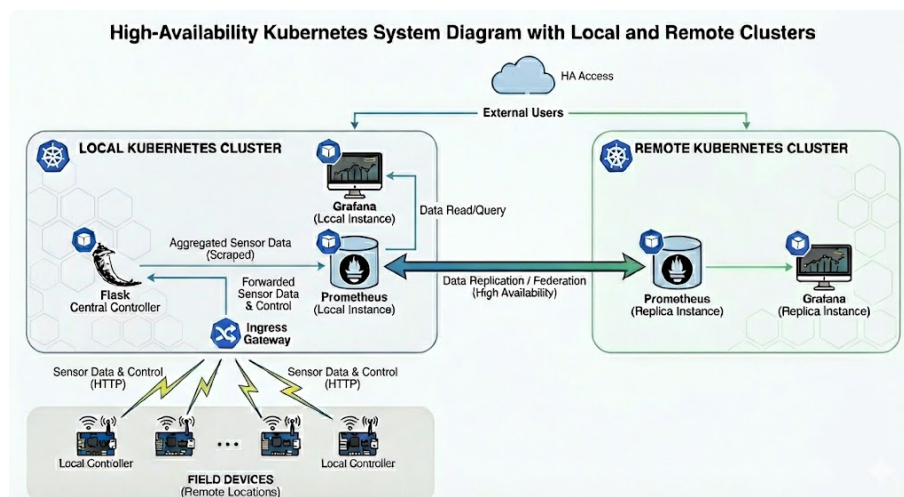 High-Availability Kubernetes System Diagram with Local and Remote Clusters
HA Access
External Users
LOCAL KUBERNETES CLUSTER
REMOTE KUBERNETES CLUSTER
Grafana
(Local Instance)
Data Read/Query
Aggregated Sensor Data
(Scraped)
Flask
Central Controller
Forwarded
Sensor Data
& Control
Prometheus
(Local Instance)
Data Replication / Federation
(High Availability)
Prometheus
(Replica Instance)
Grafana
(Replica Instance)
Ingress
Gateway
Sensor Data & Control
(HTTP)
Sensor Data & Control
(HTTP)
Local Controller
...
Local Controller
FIELD DEVICES
(Remote Locations)